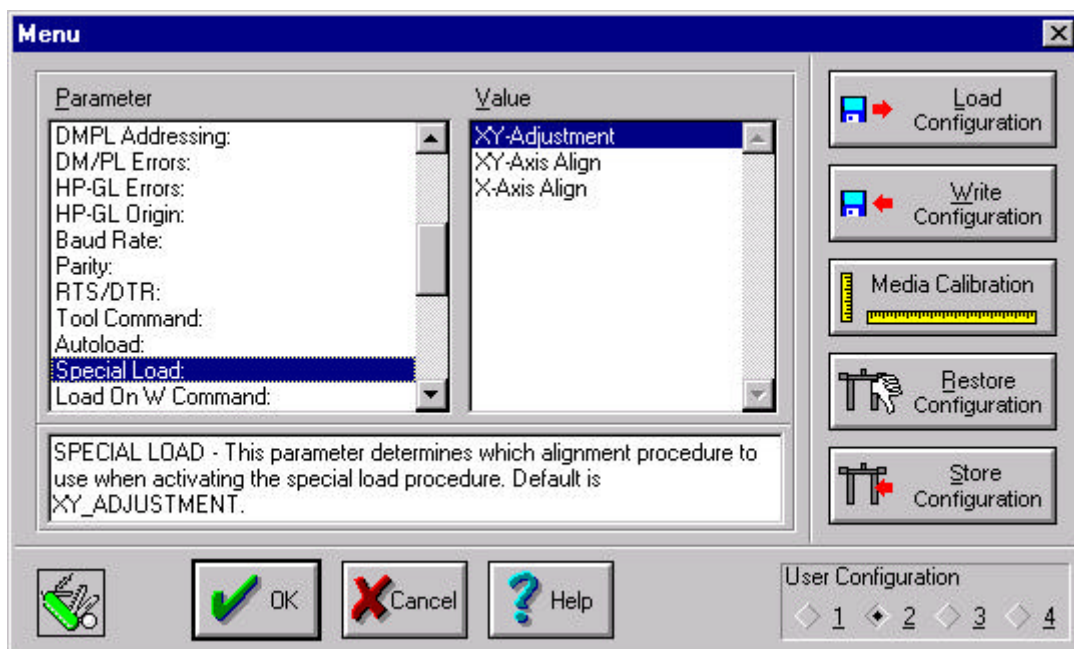 Menu
Parameter
DMPL Addressing:
DM/PL Errors:
HP-GL Errors:
HP-GL Origin:
Baud Rate:
Parity:
RTS/DTR:
Tool Command:
Autoload:
Special Load:
Load On W Command:
Value
XY-Adjustment
XY-Axis Align
X-Axis Align
SPECIAL LOAD - This parameter determines which alignment procedure to
use when activating the special load procedure. Default is
XY_ADJUSTMENT.
Load
Configuration
Write
Configuration
Media Calibration
Restore
Configuration
Store
Configuration
OK
Cancel
Help
User Configuration
1 2 3 4